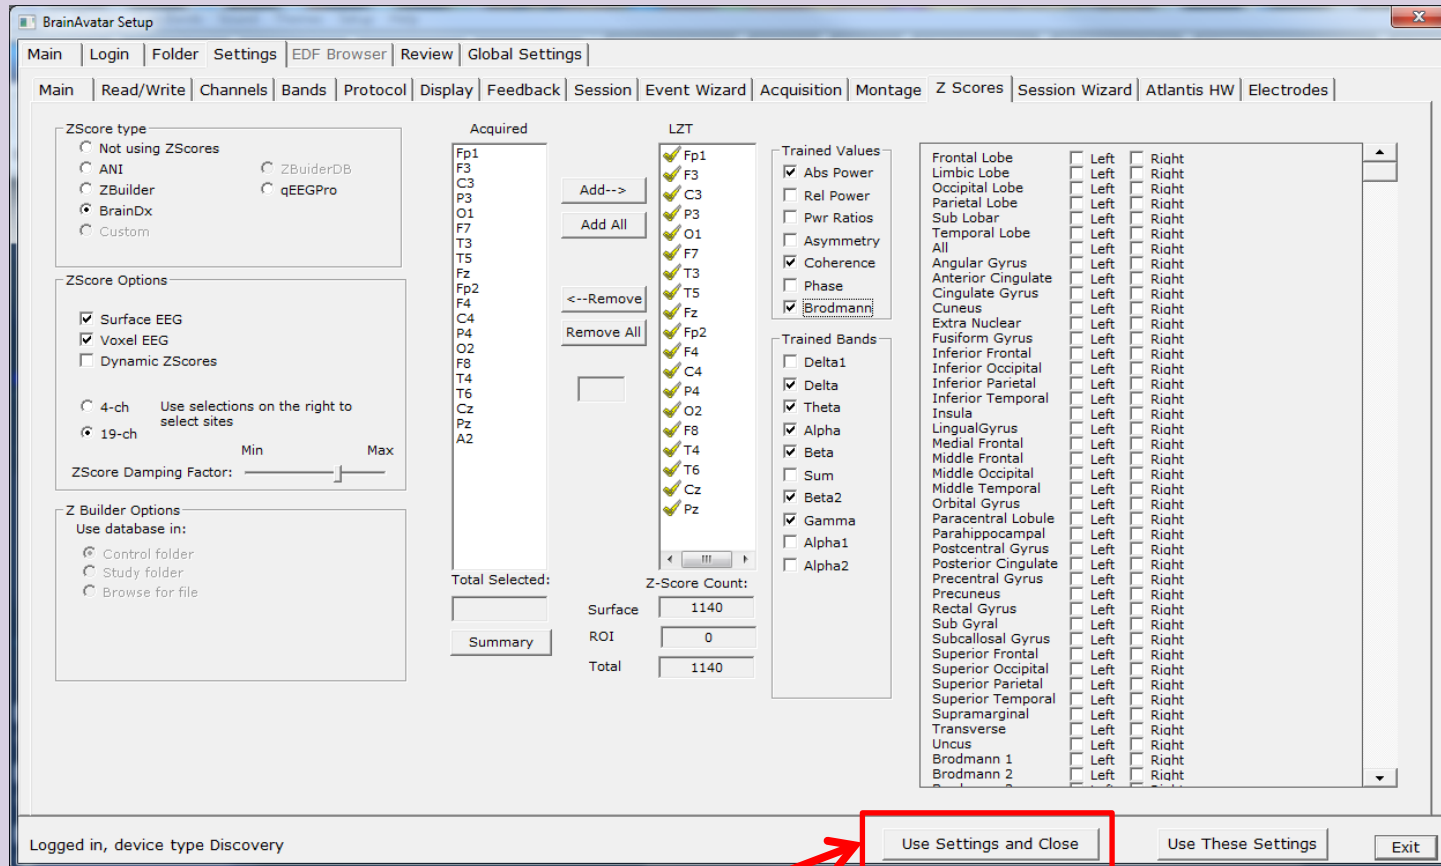 BrainAvatar Setup
Main Login Folder Settings EDF Browser Review Global Settings
Main Read/Write Channels Bands Protocol Display Feedback Session Event Wizard Acquisition Montage Z Scores Session Wizard Atlantis HW Electrodes
ZScore type
Not using ZScores
ANI ZBuiderDB
ZBuilder qEEGPro
BrainDx
Custom
ZScore Options
Surface EEG
Voxel EEG
Dynamic ZScores
4-ch Use selections on the right to
select sites
19-ch
Min Max
ZScore Damping Factor:
Z Builder Options
Use database in:
Control folder
Study folder
Browse for file
Acquired
Fp1
F3
C3
P3
O1
F7
T3
T5
Fz
Fp2
F4
C4
P4
O2
F8
T4
T6
Cz
Pz
A2
Total Selected:
Summary
Add-->
Add All
<--Remove
Remove All
LZT
Fp1
F3
C3
P3
O1
F7
T3
T5
Fz
Fp2
F4
C4
P4
O2
F8
T4
T6
Cz
Pz
Z-Score Count:
Surface 1140
ROI 0
Total 1140
Trained Values
Abs Power
Rel Power
Pwr Ratios
Asymmetry
Coherence
Phase
Brodmann
Trained Bands
Delta1
Delta
Theta
Alpha
Beta
Sum
Beta2
Gamma
Alpha1
Alpha2
Frontal Lobe Left Right
Limbic Lobe Left Right
Occipital Lobe Left Right
Parietal Lobe Left Right
Sub Lobar Left Right
Temporal Lobe Left Right
All Left Right
Angular Gyrus Left Right
Anterior Cingulate Left Right
Cingulate Gyrus Left Right
Cuneus Left Right
Extra Nuclear Left Right
Fusiform Gyrus Left Right
Inferior Frontal Left Right
Inferior Occipital Left Right
Inferior Parietal Left Right
Inferior Temporal Left Right
Insula Left Right
LingualGyrus Left Right
Medial Frontal Left Right
Middle Frontal Left Right
Middle Occipital Left Right
Middle Temporal Left Right
Orbital Gyrus Left Right
Paracentral Lobule Left Right
Parahippocampal Left Right
Postcentral Gyrus Left Right
Posterior Cingulate Left Right
Precentral Gyrus Left Right
Precuneus Left Right
Rectal Gyrus Left Right
Sub Gyral Left Right
Subcallosal Gyrus Left Right
Superior Frontal Left Right
Superior Occipital Left Right
Superior Parietal Left Right
Superior Temporal Left Right
Supramarginal Left Right
Transverse Left Right
Uncus Left Right
Brodmann 1 Left Right
Brodmann 2 Left Right
Logged in, device type Discovery
Use Settings and Close
Use These Settings
Exit